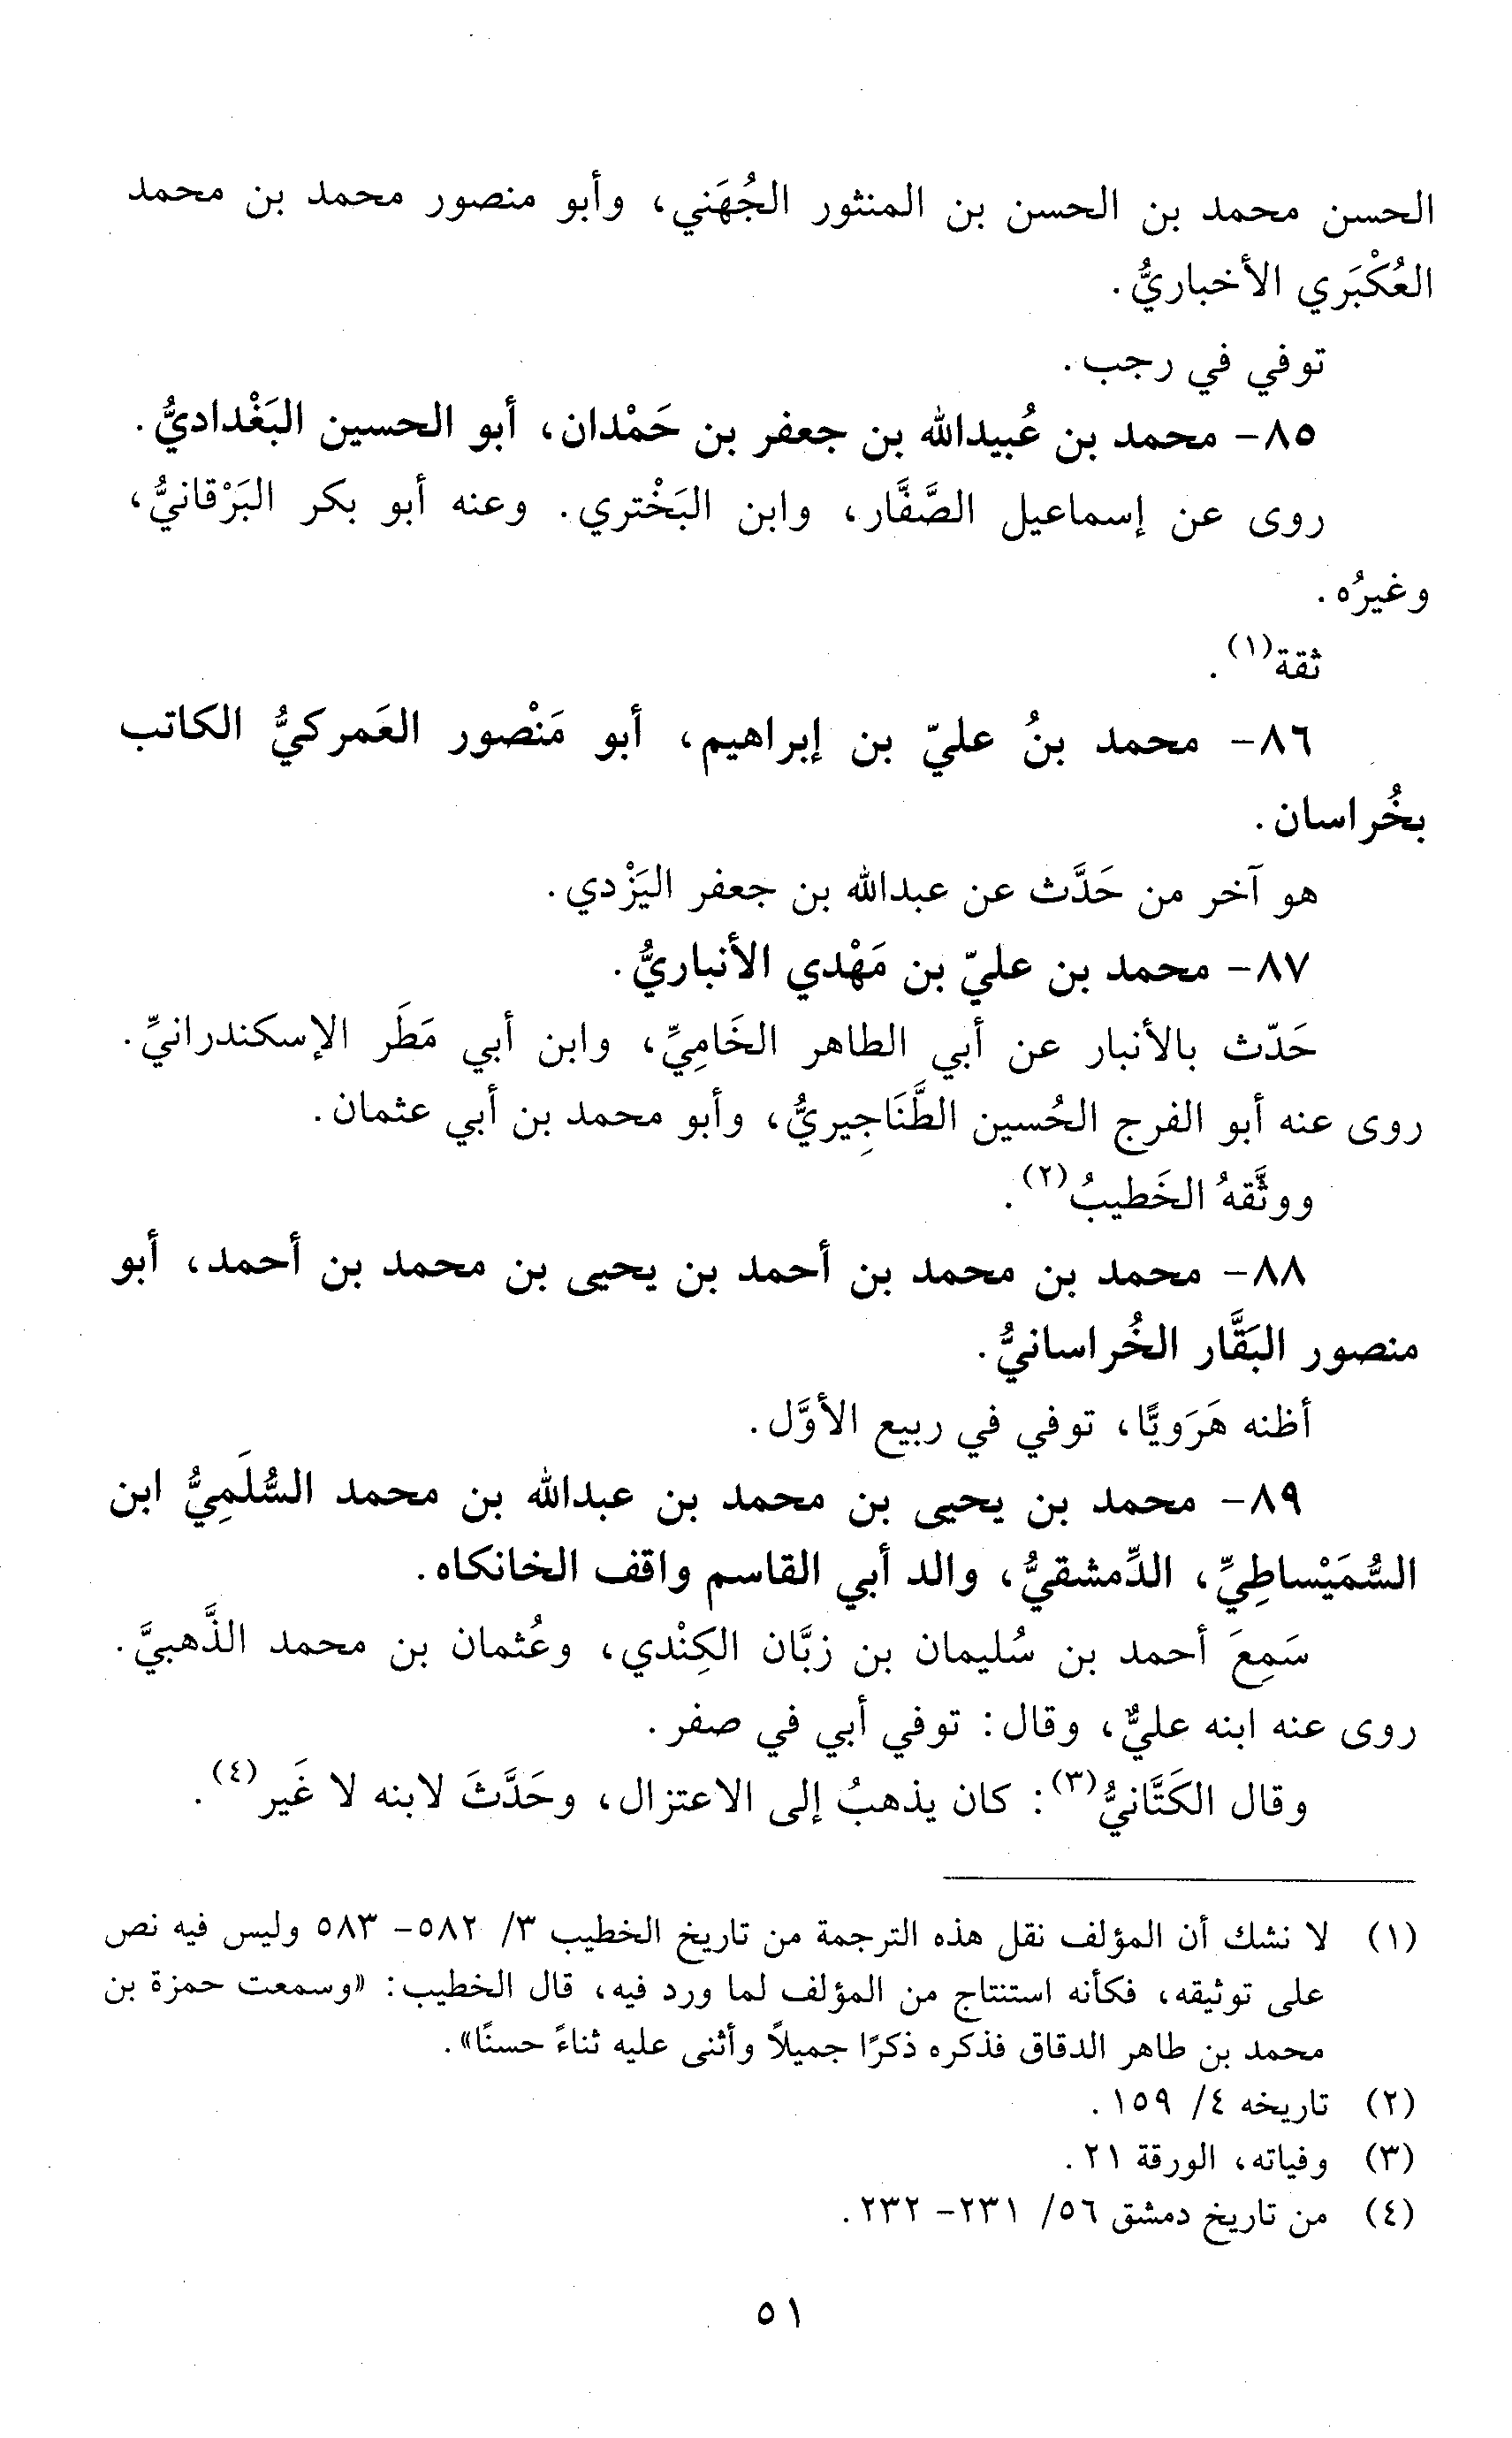 الحسن محمد بن الحسن بن المنثور الجُهَني، وأبو منصور محمد بن محمد
العُكْبَري الأخباريُّ.
توفي في رجب.
٨٥- محمد بن عُبيدالله بن جعفر بن حَمْدان، أبو الحسين البَغْداديُّ.
روى عن إسماعيل الصَّفَّار، وابن البَخْتري. وعنه أبو بكر البَرْقانيُّ،
وغيرُه.
ثقة(١).
٨٦- محمد بنُ عليّ بن إبراهيم، أبو مَنْصور العَمركيُّ الكاتب
بخُراسان.
هو آخر من حَدَّث عن عبدالله بن جعفر اليَزْدي.
٨٧- محمد بن عليّ بن مَهْدي الأنباريُّ.
حَدّث بالأنبار عن أبي الطاهر الخَامِيِّ، وابن أبي مَطَر الإسكندرانيِّ.
روى عنه أبو الفرج الحُسين الطَّنَاجِيريُّ، وأبو محمد بن أبي عثمان.
ووثَّقهُ الخَطيبُ(٢).
٨٨- محمد بن محمد بن أحمد بن يحيى بن محمد بن أحمد، أبو
منصور البَقَّار الخُراسانيُّ.
أظنه هَرَويًّا، توفي في ربيع الأوَّل.
٨٩- محمد بن يحيى بن محمد بن عبدالله بن محمد السُّلَمِيُّ ابن
السُّمَيْساطِيِّ، الدِّمشقيُّ، والد أبي القاسم واقف الخانكاه.
سَمِعَ أحمد بن سُليمان بن زبَّان الكِنْدي، وعُثمان بن محمد الذَّهبيَّ.
روى عنه ابنه عليٌّ، وقال: توفي أبي في صفر.
وقال الكَتَّانيُّ(٣): كان يذهبُ إلى الاعتزال، وحَدَّثَ لابنه لا غَير(٤).
(١) لا نشك أن المؤلف نقل هذه الترجمة من تاريخ الخطيب ٣/ ٥٨٢- ٥٨٣ وليس فيه نص
على توثيقه، فكأنه استنتاج من المؤلف لما ورد فيه، قال الخطيب: «وسمعت حمزة بن
محمد بن طاهر الدقاق فذكره ذكرًا جميلاً وأثنى عليه ثناءً حسنًا».
(٢) تاريخه ٤/ ١٥٩.
(٣) وفياته، الورقة ٢١.
(٤) من تاريخ دمشق ٥٦/ ٢٣١- ٢٣٢.
٥١